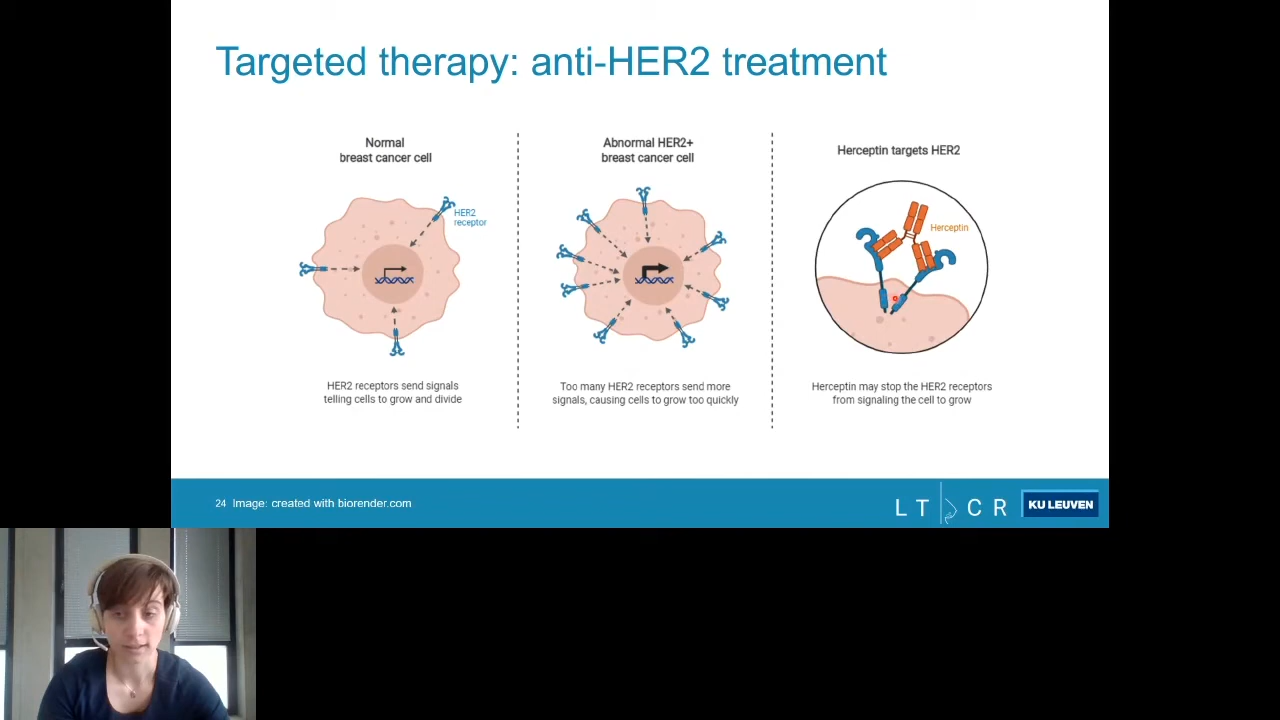 Targeted therapy: anti-HER2 treatment
Normal
breast cancer cell
HER2
receptor
HER2 receptors send signals
telling cells to grow and divide
Abnormal HER2+
breast cancer cell
Too many HER2 receptors send more
signals, causing cells to grow too quickly
Herceptin targets HER2
Herceptin
Herceptin may stop the HER2 receptors
from signaling the cell to grow
24 Image: created with biorender.com
LT CR
KU LEUVEN